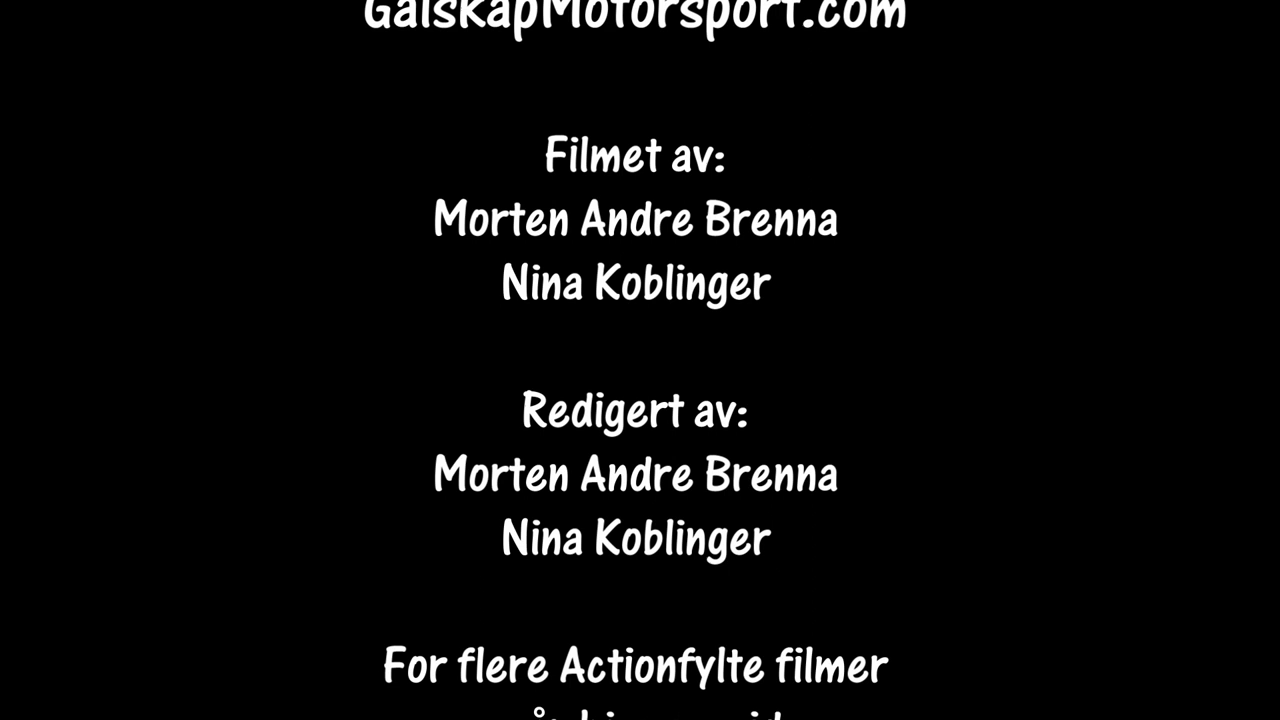 GalskapMotorsport.com
Filmet av:
Morten Andre Brenna
Nina Koblinger
Redigert av:
Morten Andre Brenna
Nina Koblinger
For flere Actionfylte filmer